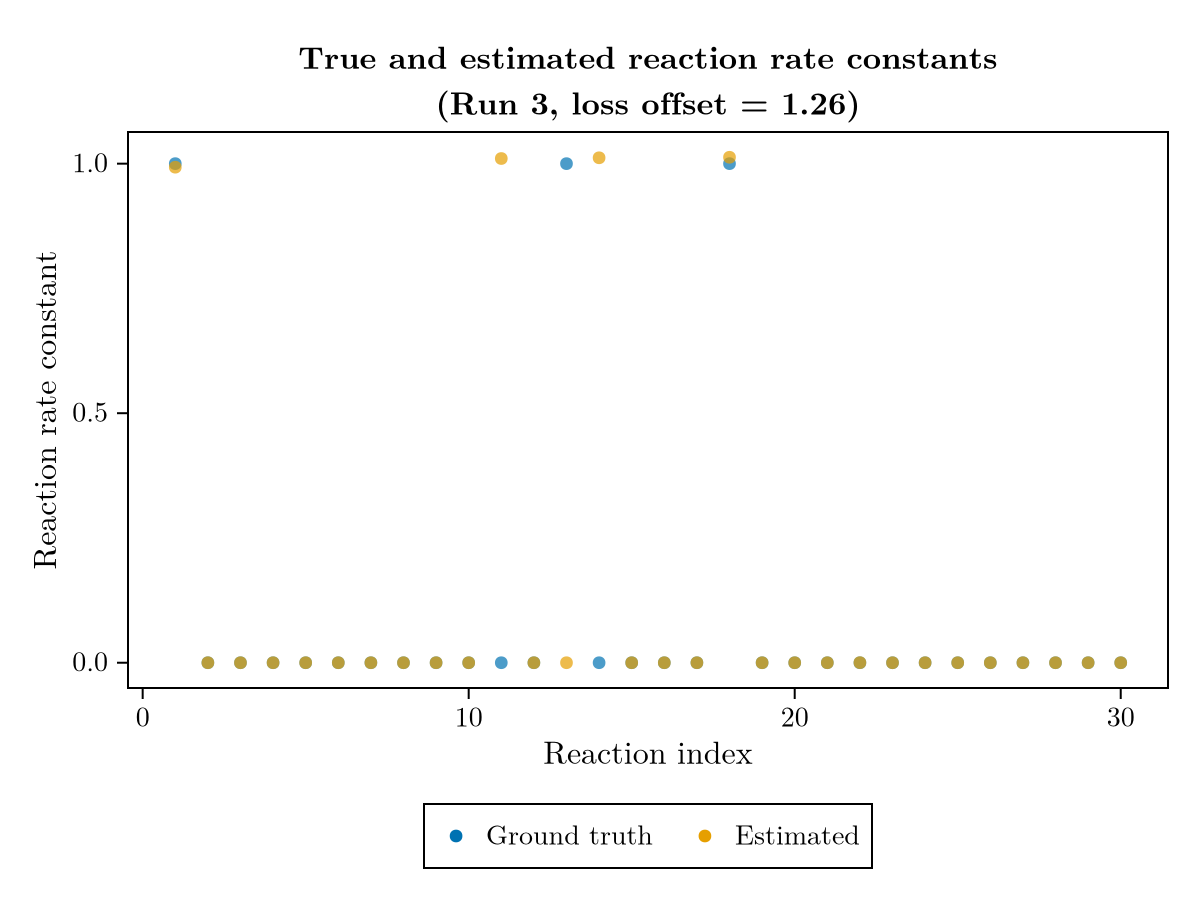 True and estimated reaction rate constants
(Run 3, loss offset = 1.26)
Reaction rate constant
1.0
0.5
0.0
0 10 20 30
Reaction index
Ground truth Estimated